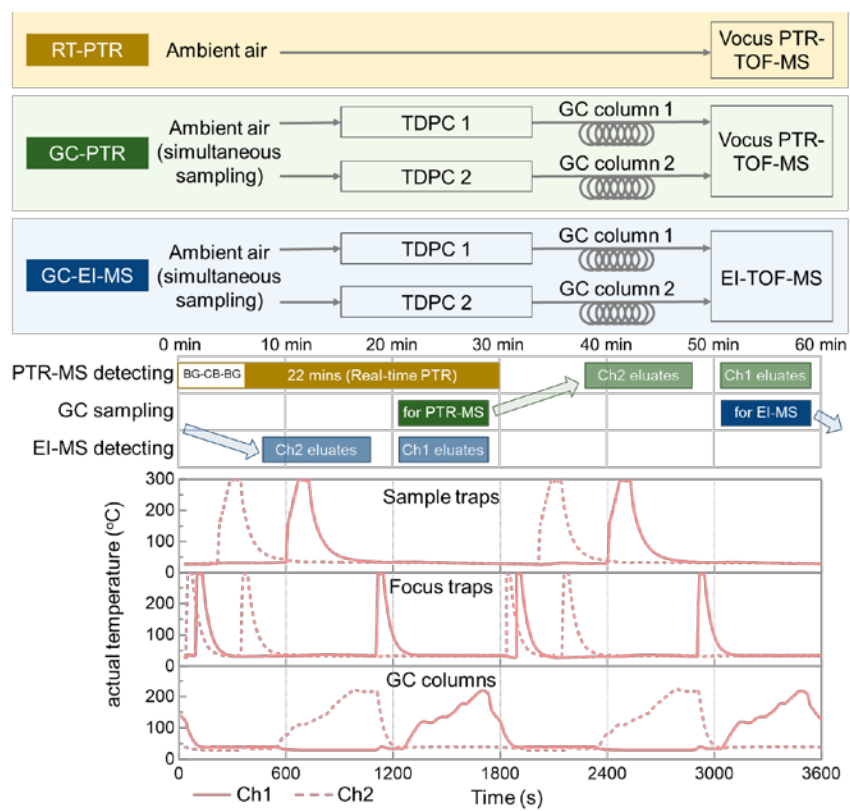 RT-PTR
Ambient air
Vocus PTR-
TOF-MS
GC-PTR
Ambient air
(simultaneous
sampling)
TDPC 1
GC column 1
TDPC 2
GC column 2
Vocus PTR-
TOF-MS
GC-EI-MS
Ambient air
(simultaneous
sampling)
TDPC 1
GC column 1
TDPC 2
GC column 2
EI-TOF-MS
0 min 10 min 20 min 30 min 40 min 50 min 60 min
PTR-MS detecting
BG-CB-BG
22 mins (Real-time PTR)
Ch2 eluates
Ch1 eluates
GC sampling
for PTR-MS
for EI-MS
EI-MS detecting
Ch2 eluates
Ch1 eluates
actual temperature (°C)
300
200
100
0
Sample traps
200
100
0
Focus traps
200
100
0
GC columns
0 600 1200 1800 2400 3000 3600
Ch1 Ch2
Time (s)